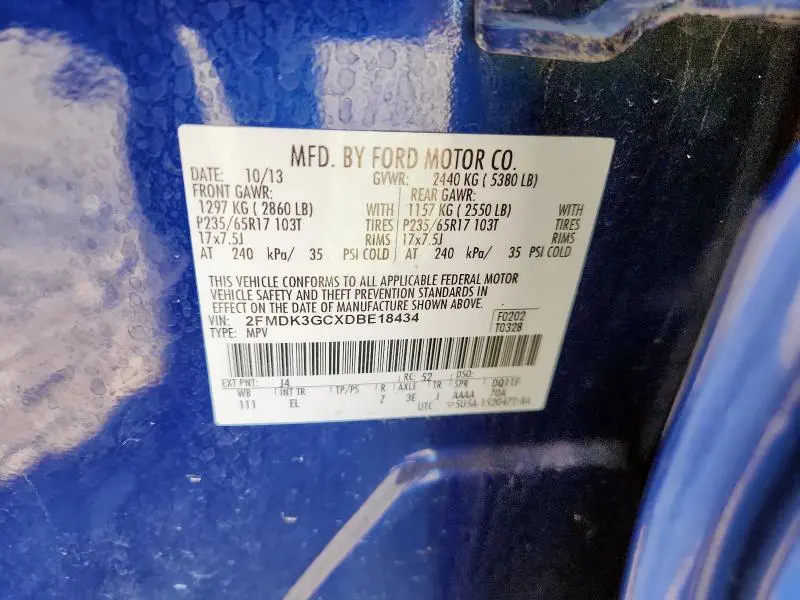 MFD. BY FORD MOTOR CO.
DATE: 10/13 GVWR: 2440 KG ( 5380 LB)
FRONT GAWR: REAR GAWR:
1297 KG ( 2860 LB) WITH 1157 KG ( 2550 LB) WITH
P235/65R17 103T TIRES P235/65R17 103T TIRES
17x7.5J RIMS 17x7.5J RIMS
AT 240 kPa/ 35 PSI COLD AT 240 kPa/ 35 PSI COLD
THIS VEHICLE CONFORMS TO ALL APPLICABLE FEDERAL MOTOR
VEHICLE SAFETY AND THEFT PREVENTION STANDARDS IN
EFFECT ON THE DATE OF MANUFACTURE SHOWN ABOVE.
VIN: 2FMDK3GCXDBE18434 F0202
TYPE: MPV T0328
EXT PNT: J4 RC: 52 DSO:
WB INT TR TP/PS R AXLE TR SPR
111 EL Z 3E J AAAA 70A
UTC